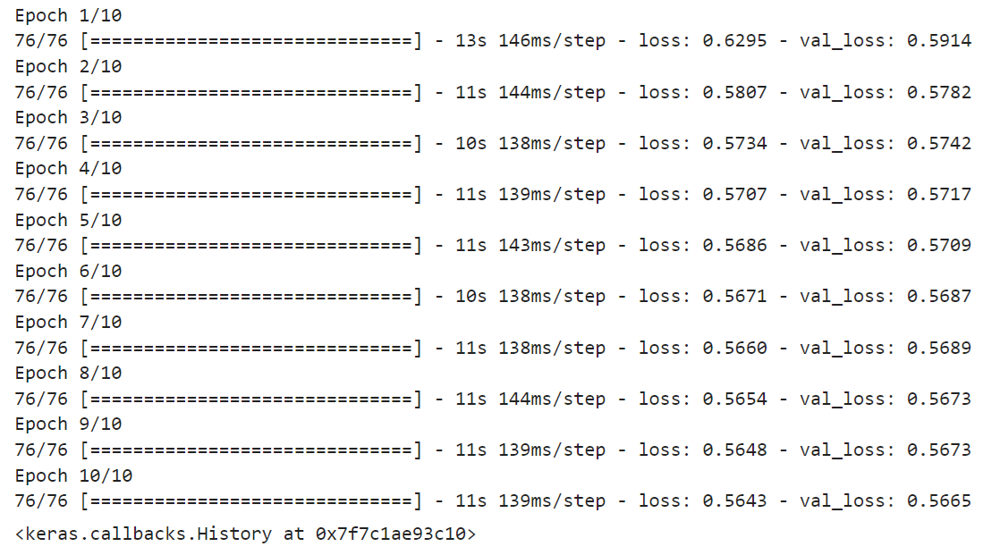 Epoch 1/10
76/76 [==============================] - 13s 146ms/step - loss: 0.6295 - val_loss: 0.5914
Epoch 2/10
76/76 [==============================] - 11s 144ms/step - loss: 0.5807 - val_loss: 0.5782
Epoch 3/10
76/76 [==============================] - 10s 138ms/step - loss: 0.5734 - val_loss: 0.5742
Epoch 4/10
76/76 [==============================] - 11s 139ms/step - loss: 0.5707 - val_loss: 0.5717
Epoch 5/10
76/76 [==============================] - 11s 143ms/step - loss: 0.5686 - val_loss: 0.5709
Epoch 6/10
76/76 [==============================] - 10s 138ms/step - loss: 0.5671 - val_loss: 0.5687
Epoch 7/10
76/76 [==============================] - 11s 138ms/step - loss: 0.5660 - val_loss: 0.5689
Epoch 8/10
76/76 [==============================] - 11s 144ms/step - loss: 0.5654 - val_loss: 0.5673
Epoch 9/10
76/76 [==============================] - 11s 139ms/step - loss: 0.5648 - val_loss: 0.5673
Epoch 10/10
76/76 [==============================] - 11s 139ms/step - loss: 0.5643 - val_loss: 0.5665
<keras.callbacks.History at 0x7f7c1ae93c10>